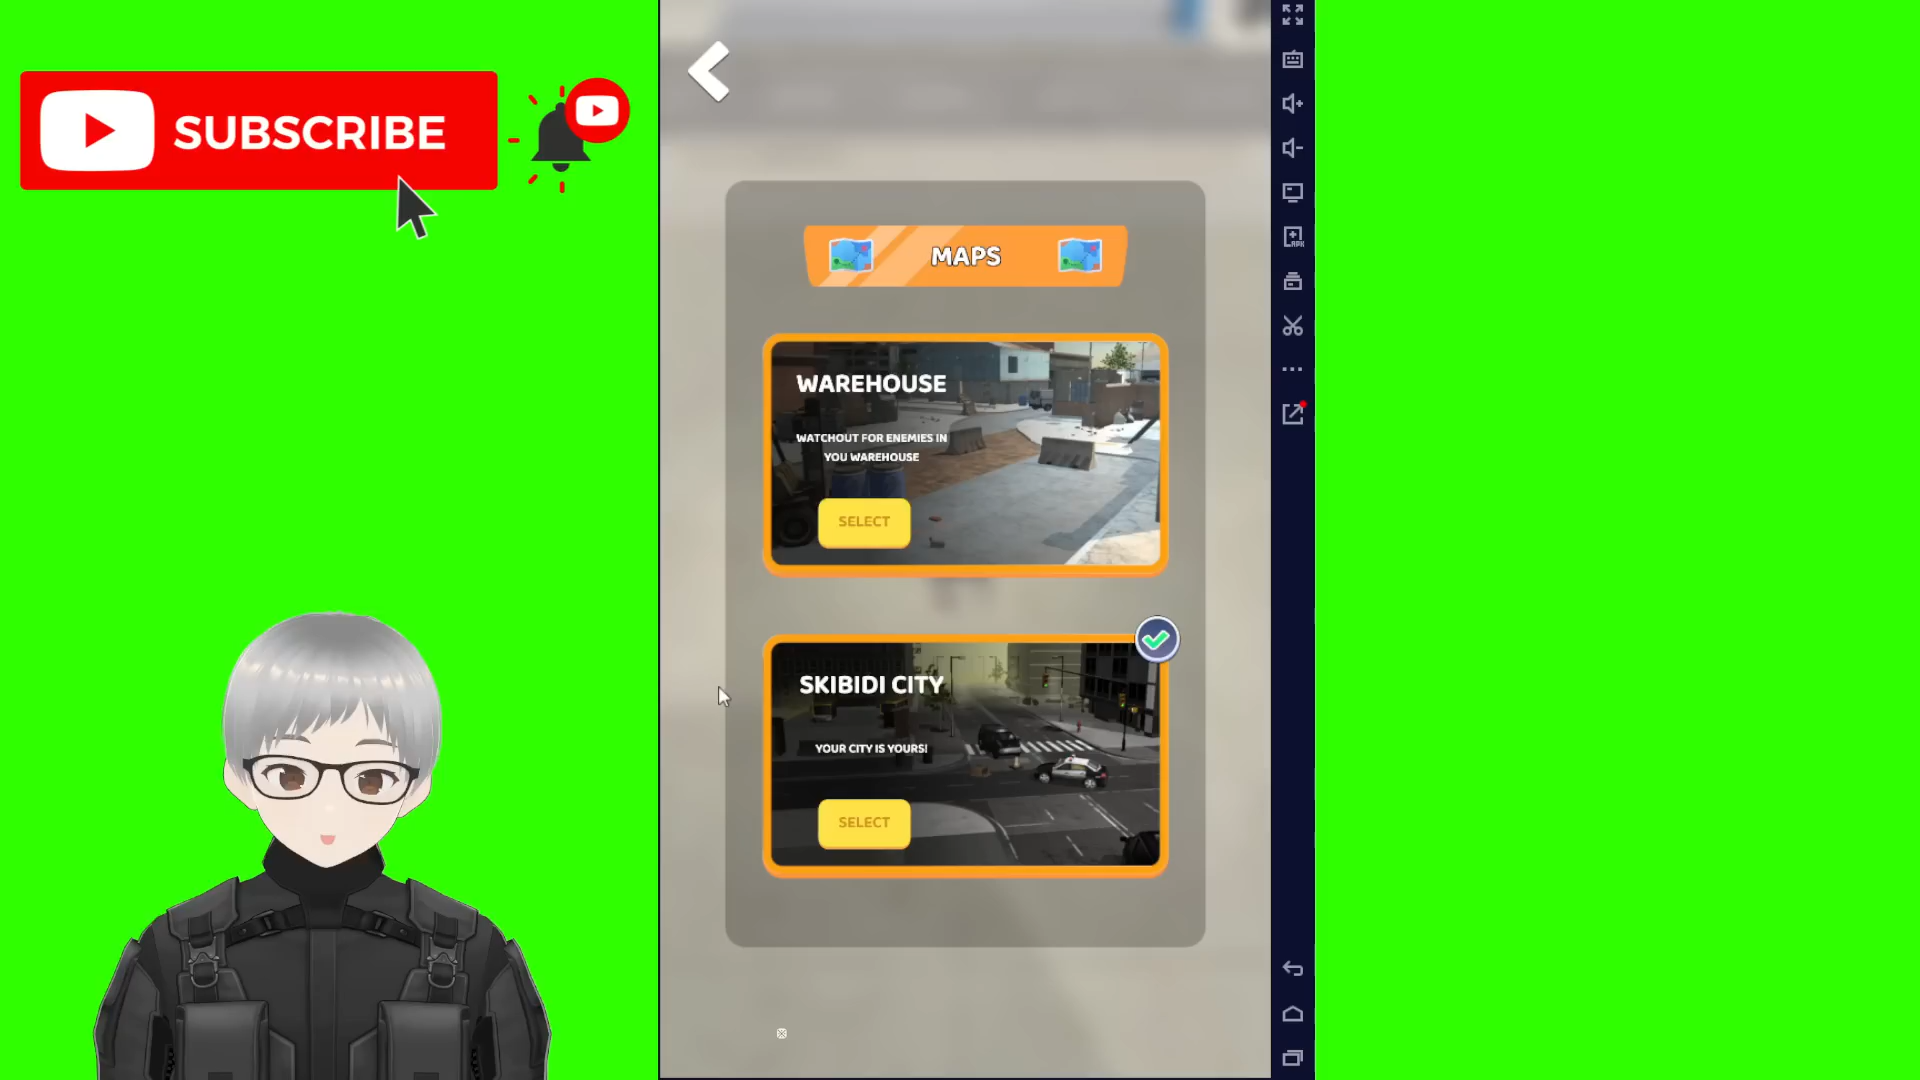 SUBSCRIBE
MAPS
WAREHOUSE
WATCHOUT FOR ENEMIES IN
YOU WAREHOUSE
SELECT
SKIBIDI CITY
YOUR CITY IS YOURS!
SELECT